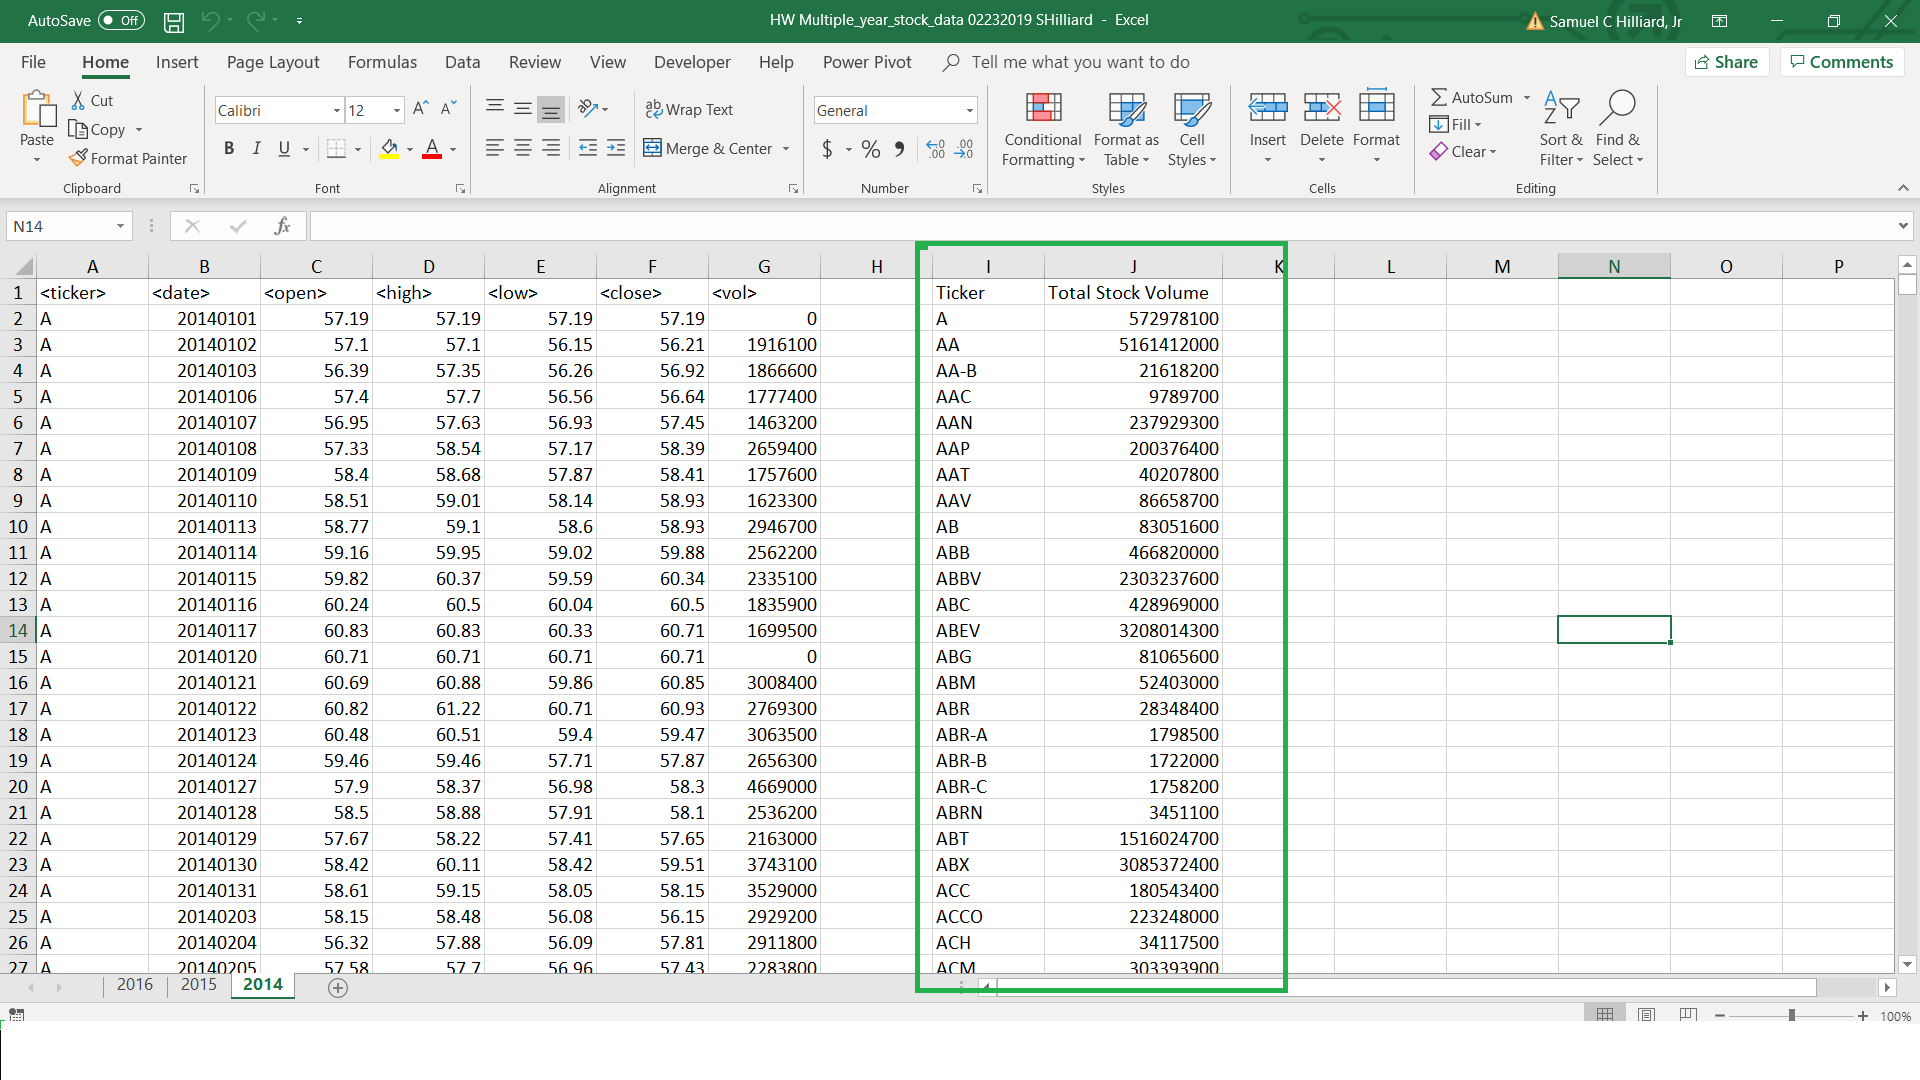 AutoSave Off HW Multiple_year_stock_data 02232019 SHilliard - Excel Samuel C Hilliard, Jr
File Home Insert Page Layout Formulas Data Review View Developer Help Power Pivot Tell me what you want to do Share Comments
Paste
Cut
Copy
Format Painter
Clipboard
Calibri 12
B I U
Font
Wrap Text
Merge & Center
Alignment
General
$ % 9 .00 .00
Number
Conditional Formatting
Format as Table
Cell Styles
Styles
Insert Delete Format
Cells
AutoSum
Fill
Clear
Sort & Filter
Find & Select
Editing
N14 fx
A B C D E F G H I J K L M N O P
1 <ticker> <date> <open> <high> <low> <close> <vol> Ticker Total Stock Volume
2 A 20140101 57.19 57.19 57.19 57.19 0 A 572978100
3 A 20140102 57.1 57.1 56.15 56.21 1916100 AA 5161412000
4 A 20140103 56.39 57.35 56.26 56.92 1866600 AA-B 21618200
5 A 20140106 57.4 57.7 56.56 56.64 1777400 AAC 9789700
6 A 20140107 56.95 57.63 56.93 57.45 1463200 AAN 237929300
7 A 20140108 57.33 58.54 57.17 58.39 2659400 AAP 200376400
8 A 20140109 58.4 58.68 57.87 58.41 1757600 AAT 40207800
9 A 20140110 58.51 59.01 58.14 58.93 1623300 AAV 86658700
10 A 20140113 58.77 59.1 58.6 58.93 2946700 AB 83051600
11 A 20140114 59.16 59.95 59.02 59.88 2562200 ABB 466820000
12 A 20140115 59.82 60.37 59.59 60.34 2335100 ABBV 2303237600
13 A 20140116 60.24 60.5 60.04 60.5 1835900 ABC 428969000
14 A 20140117 60.83 60.83 60.33 60.71 1699500 ABEV 3208014300
15 A 20140120 60.71 60.71 60.71 60.71 0 ABG 81065600
16 A 20140121 60.69 60.88 59.86 60.85 3008400 ABM 52403000
17 A 20140122 60.82 61.22 60.71 60.93 2769300 ABR 28348400
18 A 20140123 60.48 60.51 59.4 59.47 3063500 ABR-A 1798500
19 A 20140124 59.46 59.46 57.71 57.87 2656300 ABR-B 1722000
20 A 20140127 57.9 58.37 56.98 58.3 4669000 ABR-C 1758200
21 A 20140128 58.5 58.88 57.91 58.1 2536200 ABRN 3451100
22 A 20140129 57.67 58.22 57.41 57.65 2163000 ABT 1516024700
23 A 20140130 58.42 60.11 58.42 59.51 3743100 ABX 3085372400
24 A 20140131 58.61 59.15 58.05 58.15 3529000 ACC 180543400
25 A 20140203 58.15 58.48 56.08 56.15 2929200 ACCO 223248000
26 A 20140204 56.32 57.88 56.09 57.81 2911800 ACH 34117500
27 A 20140205 57.58 57.7 56.96 57.43 2283800 ACM 303393900
2016 2015 2014
100%